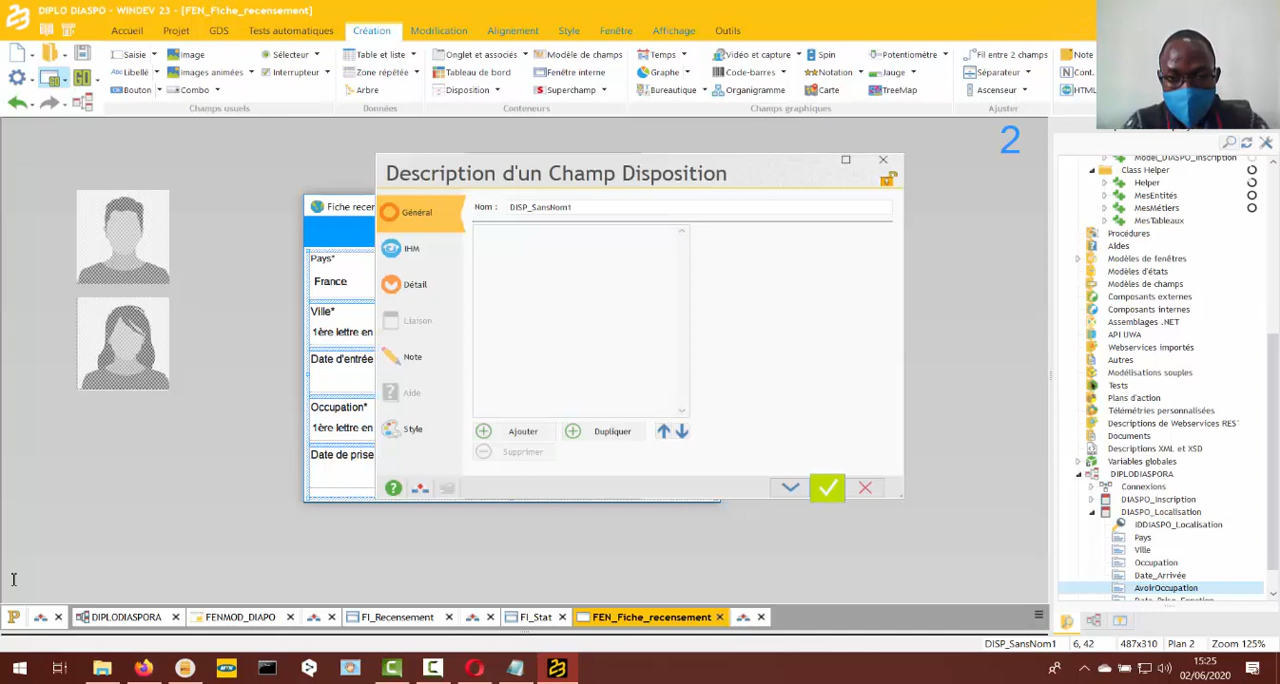 DIPLO DIASPO - WINDEV 23 - [FEN_Fiche_recensement]
Accueil Projet GDS Tests automatiques Création Modification Alignement Style Fenêtre Affichage Outils
Saisie Image Sélecteur Table et liste Onglet et associés Modèle de champs Temps Vidéo et capture Spin Potentiomètre Fil entre 2 champs Note
Libellé Images animées Interrupteur Zone répétée Tableau de bord Fenêtre interne Graphe Code-barres Notation Jauge Séparateur Cont.
Bouton Combo Arbre Disposition Superchamp Bureautique Organigramme Carte TreeMap Ascenseur HTML
Champs usuels Données Conteneurs Champs graphiques Ajuster
2
Fiche recen
Pays*
France
Ville*
1ère lettre en
Date d'entrée
Occupation*
1ère lettre en
Date de prise
Description d'un Champ Disposition
Général
IHM
Détail
Liaison
Note
Aide
Style
Nom : DISP_SansNom1
Ajouter Dupliquer
Supprimer
Model_DIASPO_Inscription
Class Helper
Helper
MesEntités
MesMétiers
MesTableaux
Procédures
Aides
Modèles de fenêtres
Modèles d'états
Modèles de champs
Composants externes
Composants internes
Assemblages .NET
API IJWA
Webservices importés
Autres
Modélisations souples
Tests
Plans d'action
Télémétries personnalisées
Descriptions de Webservices RES
Documents
Descriptions XML et XSD
Variables globales
DIPLODIASPORA
Connexions
DIASPO_Inscription
DIASPO_Localisation
IDDIASPO_Localisation
Pays
Ville
Occupation
Date_Arrivée
AvoirOccupation
Date_Prise_Fonction
DIPLODIASPORA FENMOD_DIAPO FI_Recensement FI_Stat FEN_Fiche_recensement
DISP_SansNom1 6, 42 487x310 Plan 2 Zoom 125%
15:25
02/06/2020